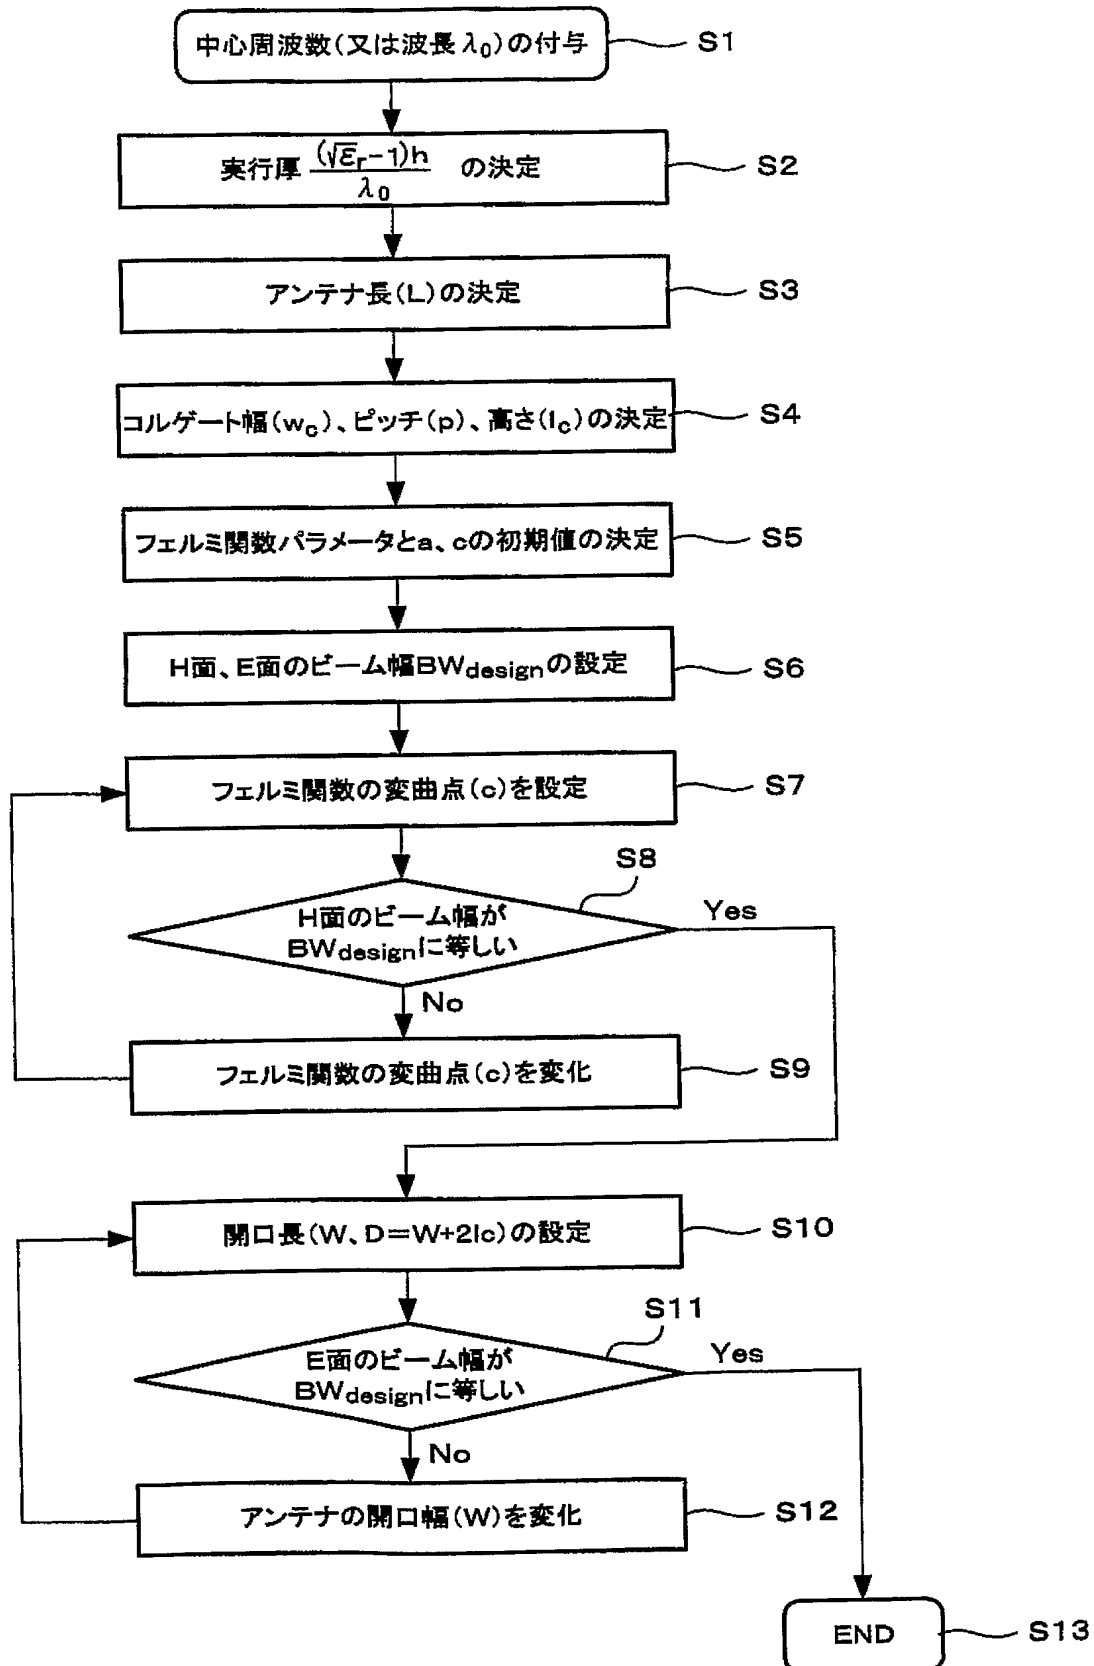 中心周波数(又は波長λ₀)の付与
S1
実行厚 (√εr-1)h/λ₀ の決定
S2
アンテナ長(L)の決定
S3
コルゲート幅(wc)、ピッチ(p)、高さ(lc)の決定
S4
フェルミ関数パラメータとa、cの初期値の決定
S5
H面、E面のビーム幅BWdesignの設定
S6
フェルミ関数の変曲点(c)を設定
S7
S8
H面のビーム幅が
BWdesignに等しい
Yes
No
フェルミ関数の変曲点(c)を変化
S9
開口長(W、D=W+2lc)の設定
S10
S11
E面のビーム幅が
BWdesignに等しい
Yes
No
アンテナの開口幅(W)を変化
S12
END
S13